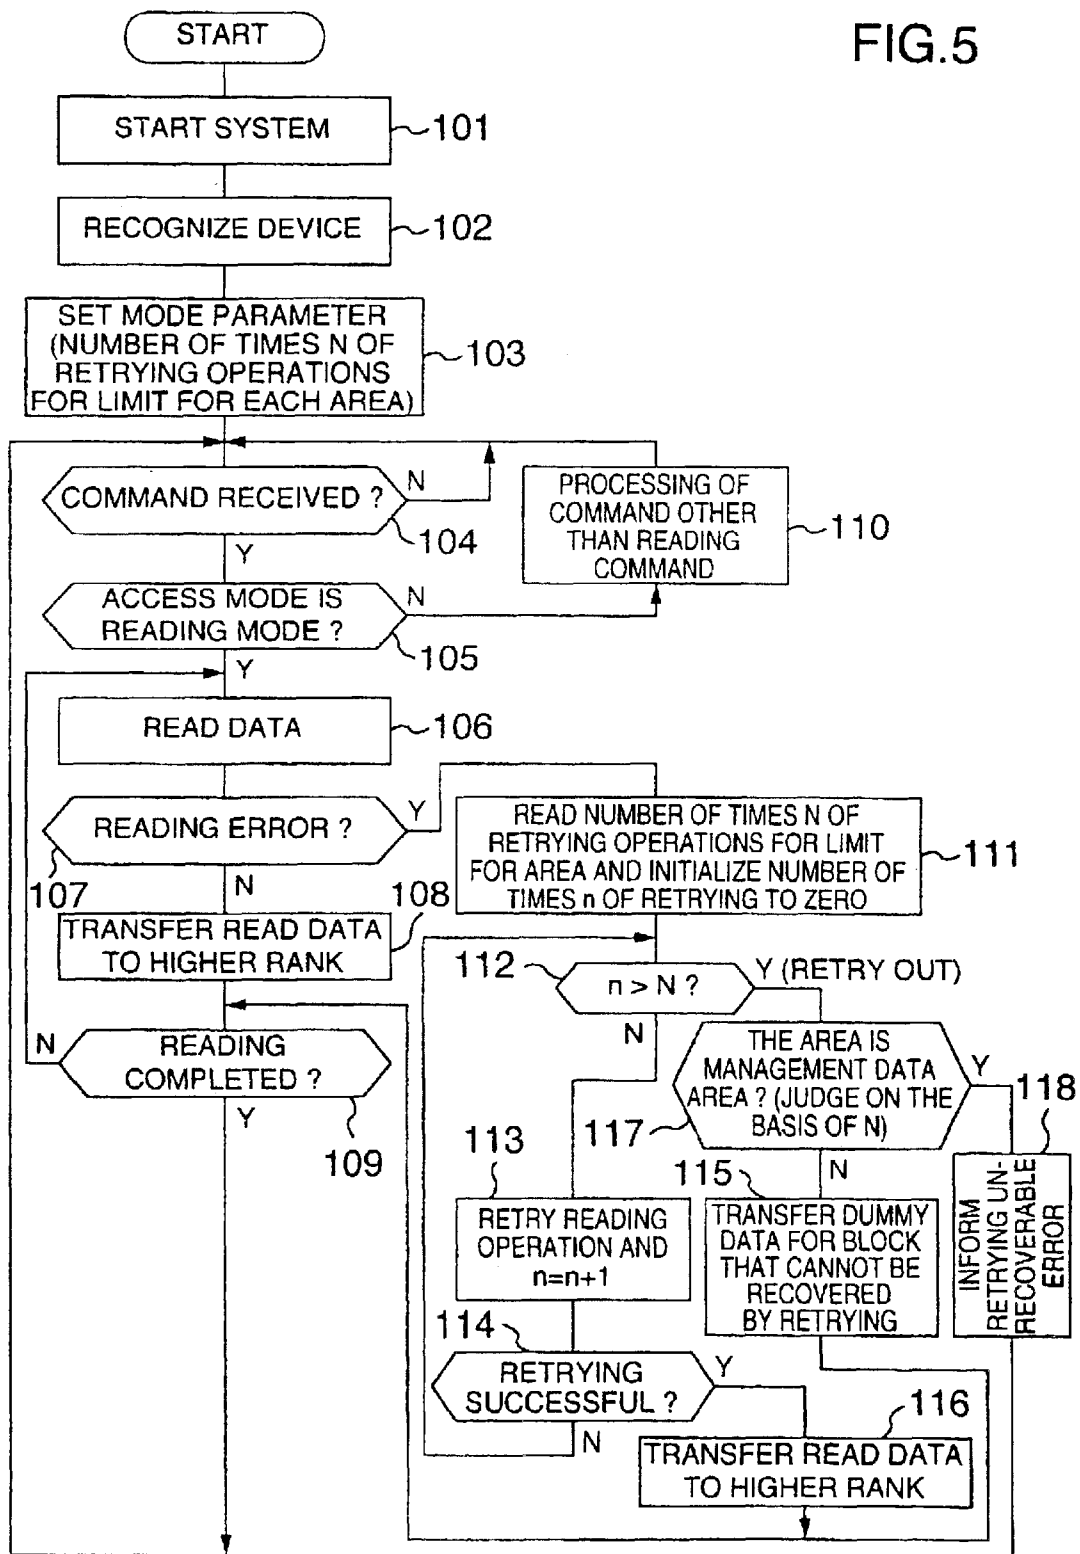 FIG.5
START
START SYSTEM
101
RECOGNIZE DEVICE
102
SET MODE PARAMETER
(NUMBER OF TIMES N OF
RETRYING OPERATIONS
FOR LIMIT FOR EACH AREA)
103
COMMAND RECEIVED ?
N
104
Y
PROCESSING OF
COMMAND OTHER
THAN READING
COMMAND
110
ACCESS MODE IS
READING MODE ?
N
105
Y
READ DATA
106
READING ERROR ?
Y
107
N
READ NUMBER OF TIMES N OF
RETRYING OPERATIONS FOR LIMIT
FOR AREA AND INITIALIZE NUMBER OF
TIMES n OF RETRYING TO ZERO
111
108
TRANSFER READ DATA
TO HIGHER RANK
112
n > N ?
Y (RETRY OUT)
N
READING
COMPLETED ?
N
Y
109
THE AREA IS
MANAGEMENT DATA
AREA ? (JUDGE ON THE
BASIS OF N)
Y
117
N
118
INFORM
RETRYING UN-
RECOVERABLE
ERROR
113
RETRY READING
OPERATION AND
n=n+1
115
TRANSFER DUMMY
DATA FOR BLOCK
THAT CANNOT BE
RECOVERED
BY RETRYING
114
RETRYING
SUCCESSFUL ?
Y
N
116
TRANSFER READ DATA
TO HIGHER RANK